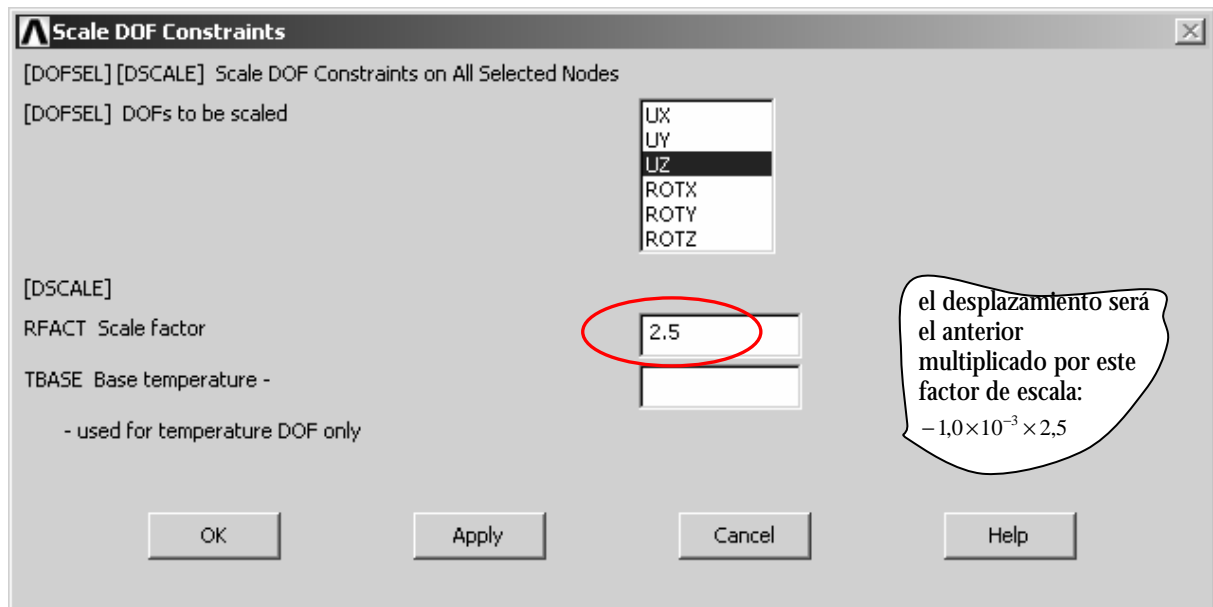 Scale DOF Constraints
[DOFSEL] [DSCALE] Scale DOF Constraints on All Selected Nodes
[DOFSEL] DOFs to be scaled
UX
UY
UZ
ROTX
ROTY
ROTZ
[DSCALE]
RFACT Scale factor
2.5
TBASE Base temperature -
- used for temperature DOF only
el desplazamiento será
el anterior
multiplicado por este
factor de escala:
−1,0×10⁻³ × 2,5
OK
Apply
Cancel
Help